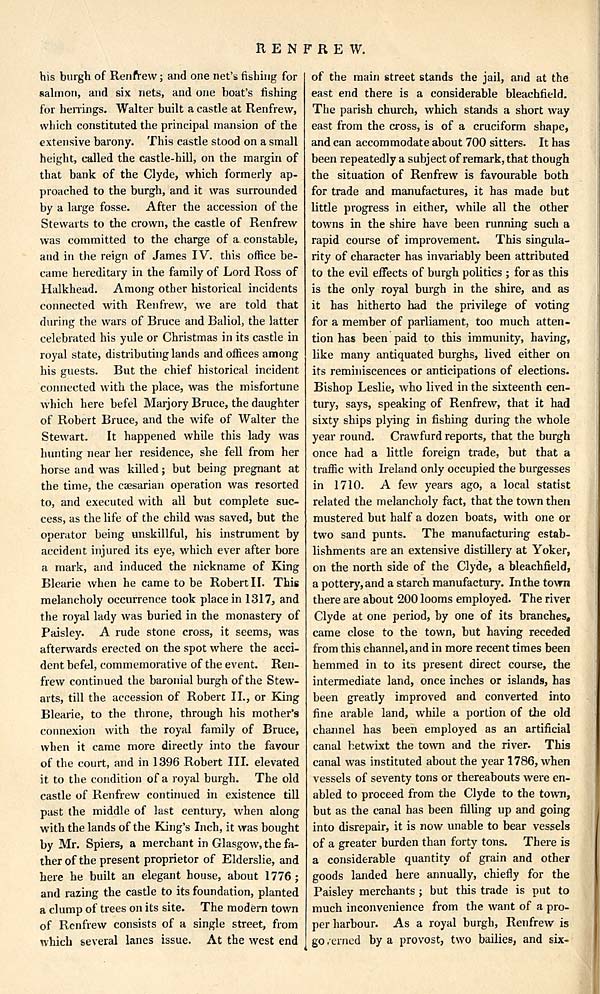 RENFREW.
his burgh of Renfrew; and one net's fishing for
salmon, and six nets, and one boat's fishing
for herrings. Walter built a castle at Renfrew,
which constituted the principal mansion of the
extensive barony. This castle stood on a small
height, called the castle-hill, on the margin of
that bank of the Clyde, which formerly ap-
proached to the burgh, and it was surrounded
by a large fosse. After the accession of the
Stewarts to the crown, the castle of Renfrew
was committed to the charge of a constable,
and in the reign of James IV. this office be-
came hereditary in the family of Lord Ross of
Halkhead. Among other historical incidents
connected with Renfrew, we are told that
during the wars of Bruce and Baliol, the latter
celebrated his yule or Christmas in its castle in
royal state, distributing lands and offices among
his guests. But the chief historical incident
connected with the place, was the misfortune
which here befel Marjory Bruce, the daughter
of Robert Bruce, and the wife of Walter the
Stewart. It happened while this lady was
hunting near her residence, she fell from her
horse and was killed; but being pregnant at
the time, the cæsarian operation was resorted
to, and executed with all but complete suc-
cess, as the life of the child was saved, but the
operator being unskillful, his instrument by
accident injured its eye, which ever after bore
a mark, and induced the nickname of King
Blearie when he came to be Robert II. This
melancholy occurrence took place in 1317, and
the royal lady was buried in the monastery of
Paisley. A rude stone cross, it seems, was
afterwards erected on the spot where the acci-
dent befel, commemorative of the event. Ren-
frew continued the baronial burgh of the Stew-
arts, till the accession of Robert II., or King
Blearie, to the throne, through his mother's
connexion with the royal family of Bruce,
when it came more directly into the favour
of the court, and in 1396 Robert III. elevated
it to the condition of a royal burgh. The old
castle of Renfrew continued in existence till
past the middle of last century, when along
with the lands of the King's Inch, it was bought
by Mr. Spiers, a merchant in Glasgow, the fa-
ther of the present proprietor of Elderslie, and
here he built an elegant house, about 1776;
and razing the castle to its foundation, planted
a clump of trees on its site. The modern town
of Renfrew consists of a single street, from
which several lanes issue. At the west end
of the main street stands the jail, and at the
east end there is a considerable bleachfield.
The parish church, which stands a short way
east from the cross, is of a cruciform shape,
and can accommodate about 700 sitters. It has
been repeatedly a subject of remark, that though
the situation of Renfrew is favourable both
for trade and manufactures, it has made but
little progress in either, while all the other
towns in the shire have been running such a
rapid course of improvement. This singula-
rity of character has invariably been attributed
to the evil effects of burgh politics; for as this
is the only royal burgh in the shire, and as
it has hitherto had the privilege of voting
for a member of parliament, too much atten-
tion has been paid to this immunity, having,
like many antiquated burghs, lived either on
its reminiscences or anticipations of elections.
Bishop Leslie, who lived in the sixteenth cen-
tury, says, speaking of Renfrew, that it had
sixty ships plying in fishing during the whole
year round. Crawfurd reports, that the burgh
once had a little foreign trade, but that a
traffic with Ireland only occupied the burgesses
in 1710. A few years ago, a local statist
related the melancholy fact, that the town then
mustered but half a dozen boats, with one or
two sand punts. The manufacturing estab-
lishments are an extensive distillery at Yoker,
on the north side of the Clyde, a bleachfield,
a pottery, and a starch manufactury. In the town
there are about 200 looms employed. The river
Clyde at one period, by one of its branches,
came close to the town, but having receded
from this channel, and in more recent times been
hemmed in to its present direct course, the
intermediate land, once inches or islands, has
been greatly improved and converted into
fine arable land, while a portion of the old
channel has been employed as an artificial
canal betwixt the town and the river. This
canal was instituted about the year 1786, when
vessels of seventy tons or thereabouts were en-
abled to proceed from the Clyde to the town,
but as the canal has been filling up and going
into disrepair, it is now unable to bear vessels
of a greater burden than forty tons. There is
a considerable quantity of grain and other
goods landed here annually, chiefly for the
Paisley merchants; but this trade is put to
much inconvenience from the want of a pro-
per harbour. As a royal burgh, Renfrew is
governed by a provost, two bailies, and six-